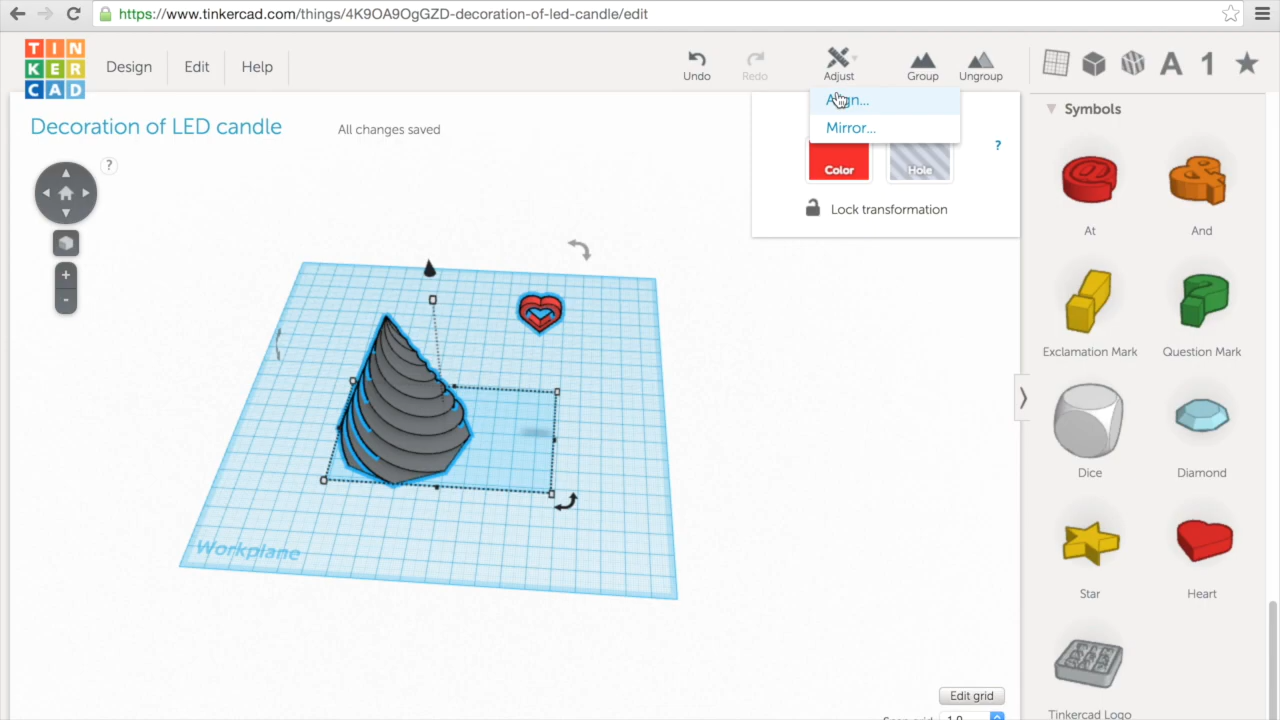 https://www.tinkercad.com/things/4K9OA9OgGZD-decoration-of-led-candle/edit
TIN
KER
CAD
Design
Edit
Help
Undo
Redo
Adjust
Group
Ungroup
A
1
Mirror...
Decoration of LED candle
All changes saved
?
?
Color
Hole
Lock transformation
+
-
Workplane
Edit grid
Symbols
At
And
Exclamation Mark
Question Mark
Dice
Diamond
Star
Heart
Tinkercad Logo